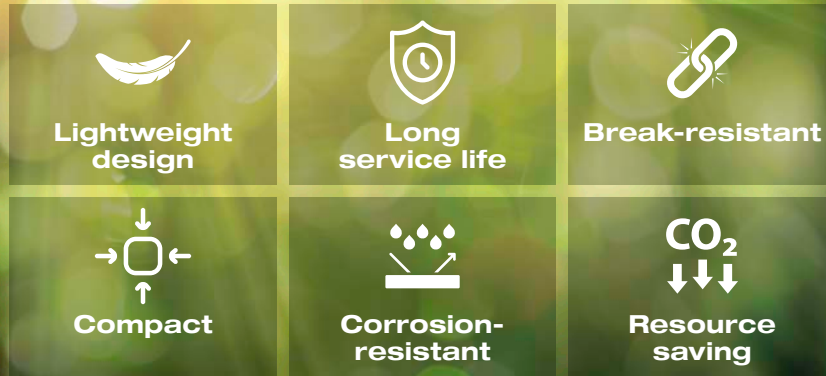 Lightweight
design
Long
service life
Break-resistant
CO₂
Compact
Corrosion-
resistant
Resource
saving